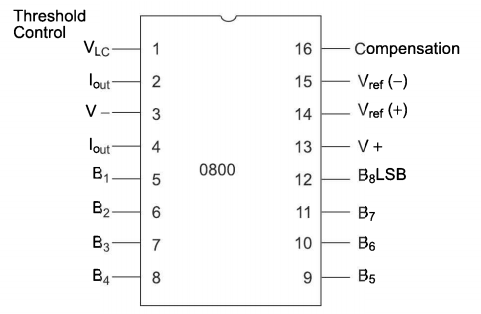 Threshold
Control
VLC 1 16 Compensation
Iout 2 15 Vref (–)
V – 3 14 Vref (+)
Iout 4 13 V +
B1 5 0800 12 B8LSB
B2 6 11 B7
B3 7 10 B6
B4 8 9 B5